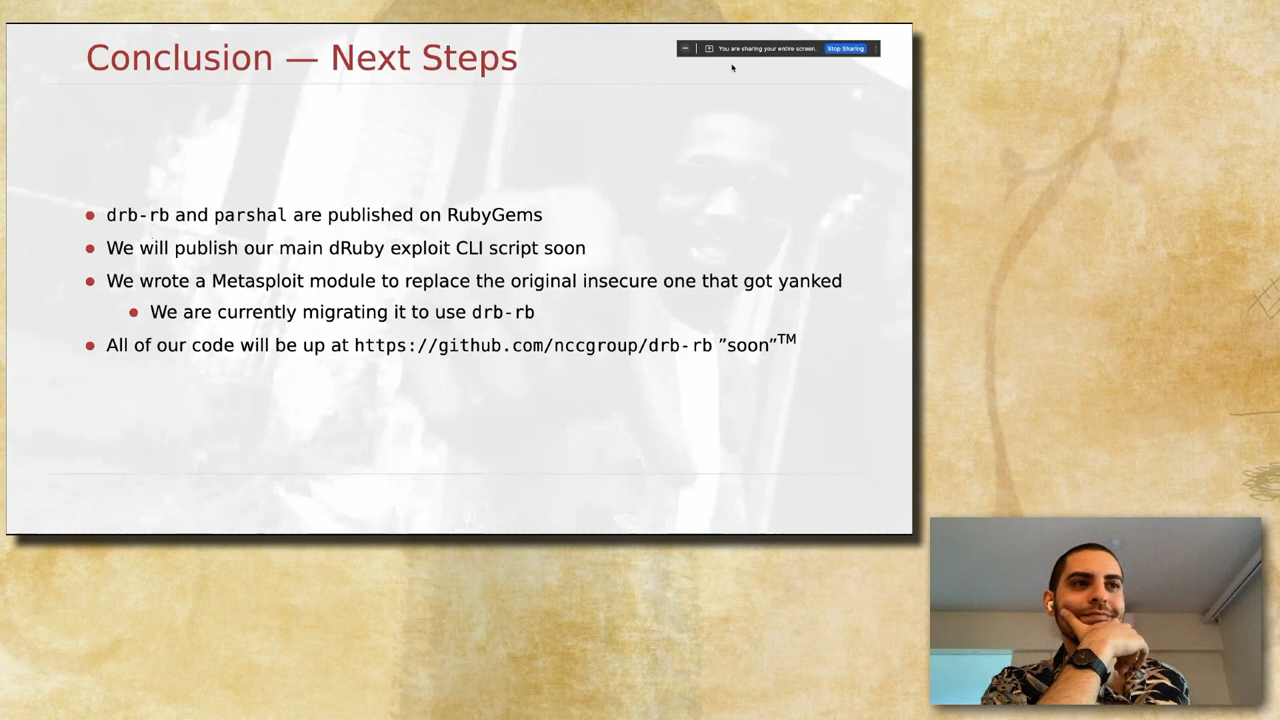 Conclusion — Next Steps
You are sharing your entire screen. Stop Sharing
drb-rb and parshal are published on RubyGems
We will publish our main dRuby exploit CLI script soon
We wrote a Metasploit module to replace the original insecure one that got yanked
We are currently migrating it to use drb-rb
All of our code will be up at https://github.com/nccgroup/drb-rb ”soon”TM